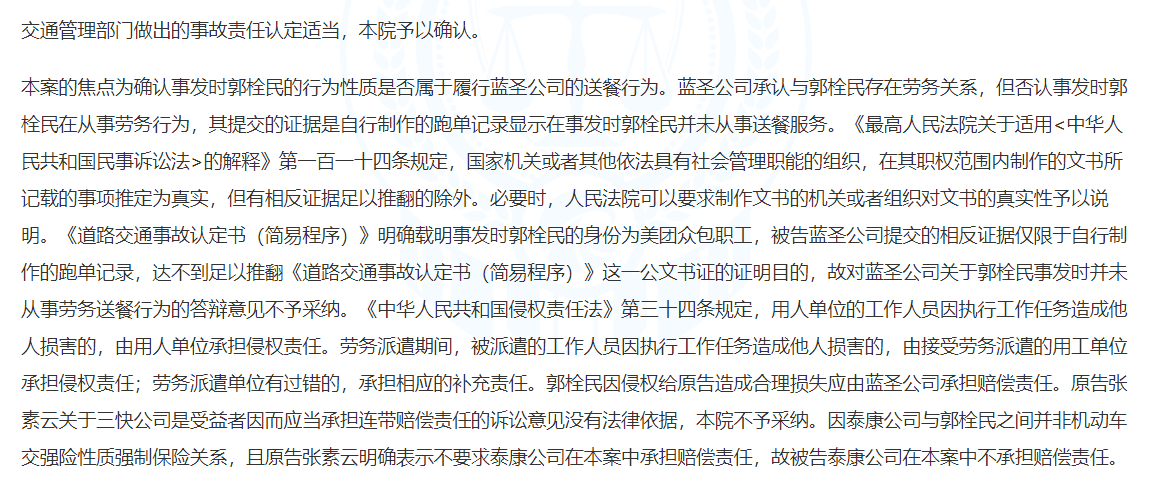 交通管理部门做出的事故责任认定适当，本院予以确认。
本案的焦点为确认事发时郭栓民的行为性质是否属于履行蓝圣公司的送餐行为。蓝圣公司承认与郭栓民存在劳务关系，但否认事发时郭
栓民在从事劳务行为，其提交的证据是自行制作的跑单记录显示在事发时郭栓民并未从事送餐服务。《最高人民法院关于适用<中华人
民共和国民事诉讼法>的解释》第一百一十四条规定，国家机关或者其他依法具有社会管理职能的组织，在其职权范围内制作的文书所
记载的事项推定为真实，但有相反证据足以推翻的除外。必要时，人民法院可以要求制作文书的机关或者组织对文书的真实性予以说
明。《道路交通事故认定书（简易程序）》明确载明事发时郭栓民的身份为美团众包职工，被告蓝圣公司提交的相反证据仅限于自行制
作的跑单记录，达不到足以推翻《道路交通事故认定书（简易程序）》这一公文书证的证明目的，故对蓝圣公司关于郭栓民事发时并未
从事劳务送餐行为的答辩意见不予采纳。《中华人民共和国侵权责任法》第三十四条规定，用人单位的工作人员因执行工作任务造成他
人损害的，由用人单位承担侵权责任。劳务派遣期间，被派遣的工作人员因执行工作任务造成他人损害的，由接受劳务派遣的用工单位
承担侵权责任；劳务派遣单位有过错的，承担相应的补充责任。郭栓民因侵权给原告造成合理损失应由蓝圣公司承担赔偿责任。原告张
素云关于三快公司是受益者因而应当承担连带赔偿责任的诉讼意见没有法律依据，本院不予采纳。因泰康公司与郭栓民之间并非机动车
交强险性质强制保险关系，且原告张素云明确表示不要求泰康公司在本案中承担赔偿责任，故被告泰康公司在本案中不承担赔偿责任。